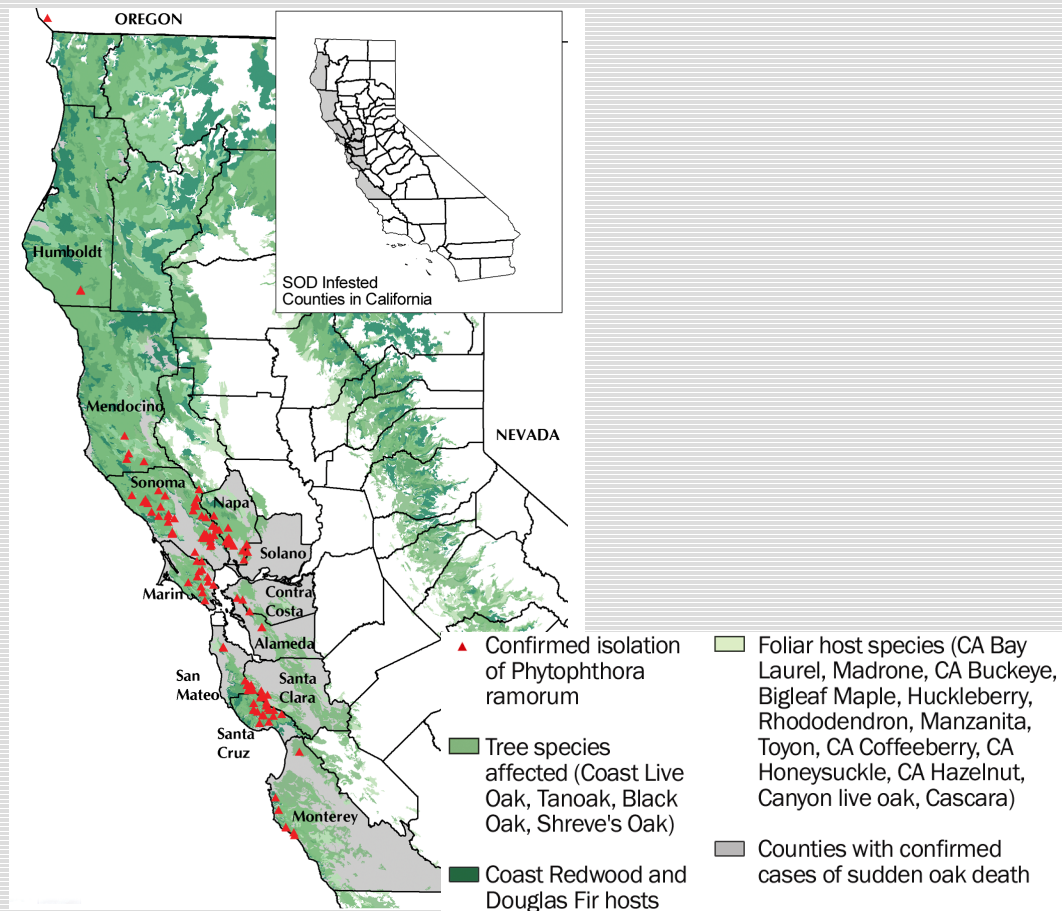 OREGON
SOD Infested
Counties in California
Humboldt
Mendocino
NEVADA
Sonoma
Napa
Solano
Marin
Contra
Costa
Alameda
San
Mateo
Santa
Clara
Santa
Cruz
Monterey
Confirmed isolation
of Phytophthora
ramorum
Tree species
affected (Coast Live
Oak, Tanoak, Black
Oak, Shreve's Oak)
Coast Redwood and
Douglas Fir hosts
Foliar host species (CA Bay
Laurel, Madrone, CA Buckeye,
Bigleaf Maple, Huckleberry,
Rhododendron, Manzanita,
Toyon, CA Coffeeberry, CA
Honeysuckle, CA Hazelnut,
Canyon live oak, Cascara)
Counties with confirmed
cases of sudden oak death